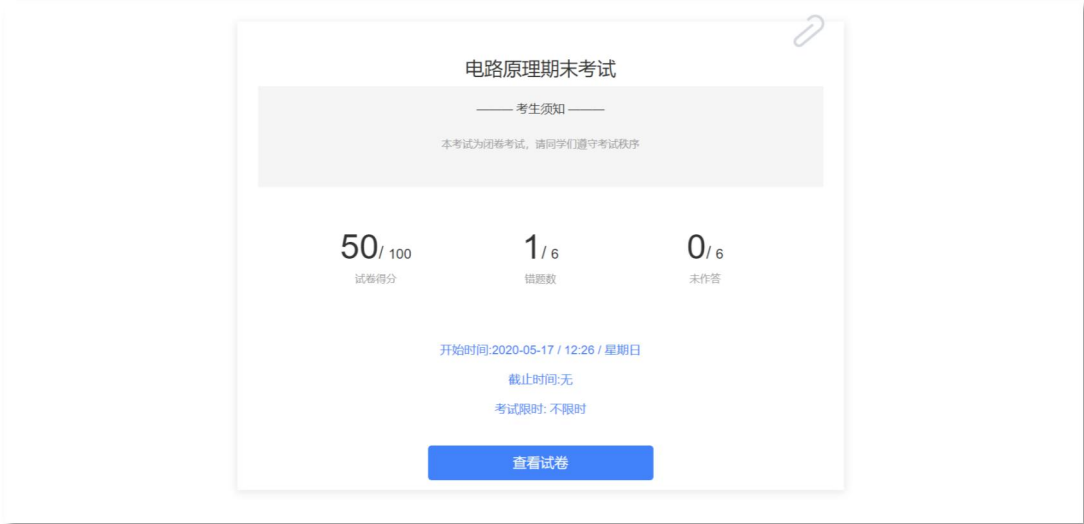 电路原理期末考试
——— 考生须知 ———
本考试为闭卷考试，请同学们遵守考试秩序
50/ 100
1/ 6
0/ 6
试卷得分
错题数
未作答
开始时间:2020-05-17 / 12:26 / 星期日
截止时间:无
考试限时: 不限时
查看试卷